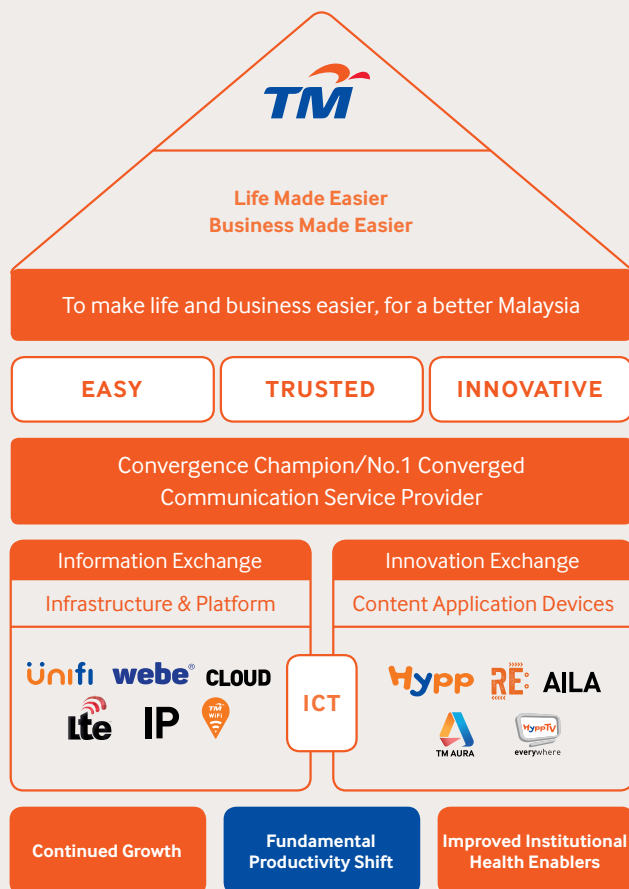 TM
Life Made Easier
Business Made Easier
To make life and business easier, for a better Malaysia
EASY
TRUSTED
INNOVATIVE
Convergence Champion/No.1 Converged
Communication Service Provider
Information Exchange
Infrastructure & Platform
ünifi webe® CLOUD
Lte IP TM WiFi
ICT
Innovation Exchange
Content Application Devices
Hypp RE: AILA
TM AURA
HyppTV
everywhere
Continued Growth
Fundamental
Productivity Shift
Improved Institutional
Health Enablers